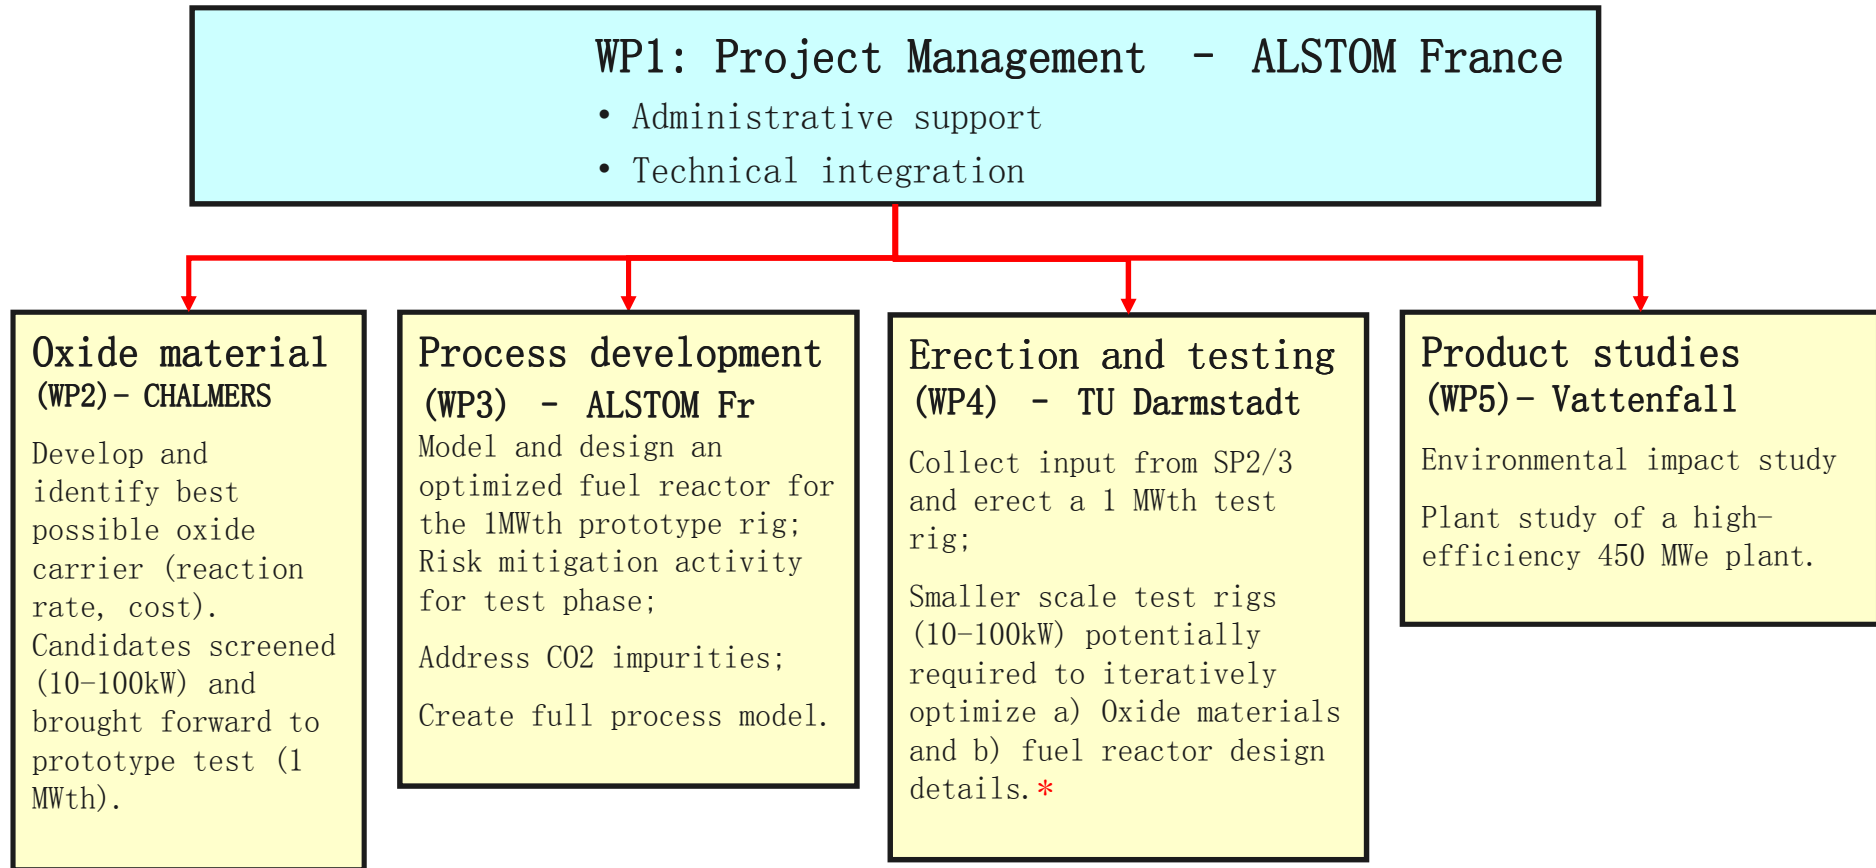 WP1: Project Management － ALSTOM France
• Administrative support
• Technical integration
Oxide material
(WP2)- CHALMERS
Develop and
identify best
possible oxide
carrier (reaction
rate, cost).
Candidates screened
(10-100kW) and
brought forward to
prototype test (1
MWth).
Process development
(WP3) - ALSTOM Fr
Model and design an
optimized fuel reactor for
the 1MWth prototype rig;
Risk mitigation activity
for test phase;
Address CO2 impurities;
Create full process model.
Erection and testing
(WP4) - TU Darmstadt
Collect input from SP2/3
and erect a 1 MWth test
rig;
Smaller scale test rigs
(10-100kW) potentially
required to iteratively
optimize a) Oxide materials
and b) fuel reactor design
details.*
Product studies
(WP5)- Vattenfall
Environmental impact study
Plant study of a high-
efficiency 450 MWe plant.